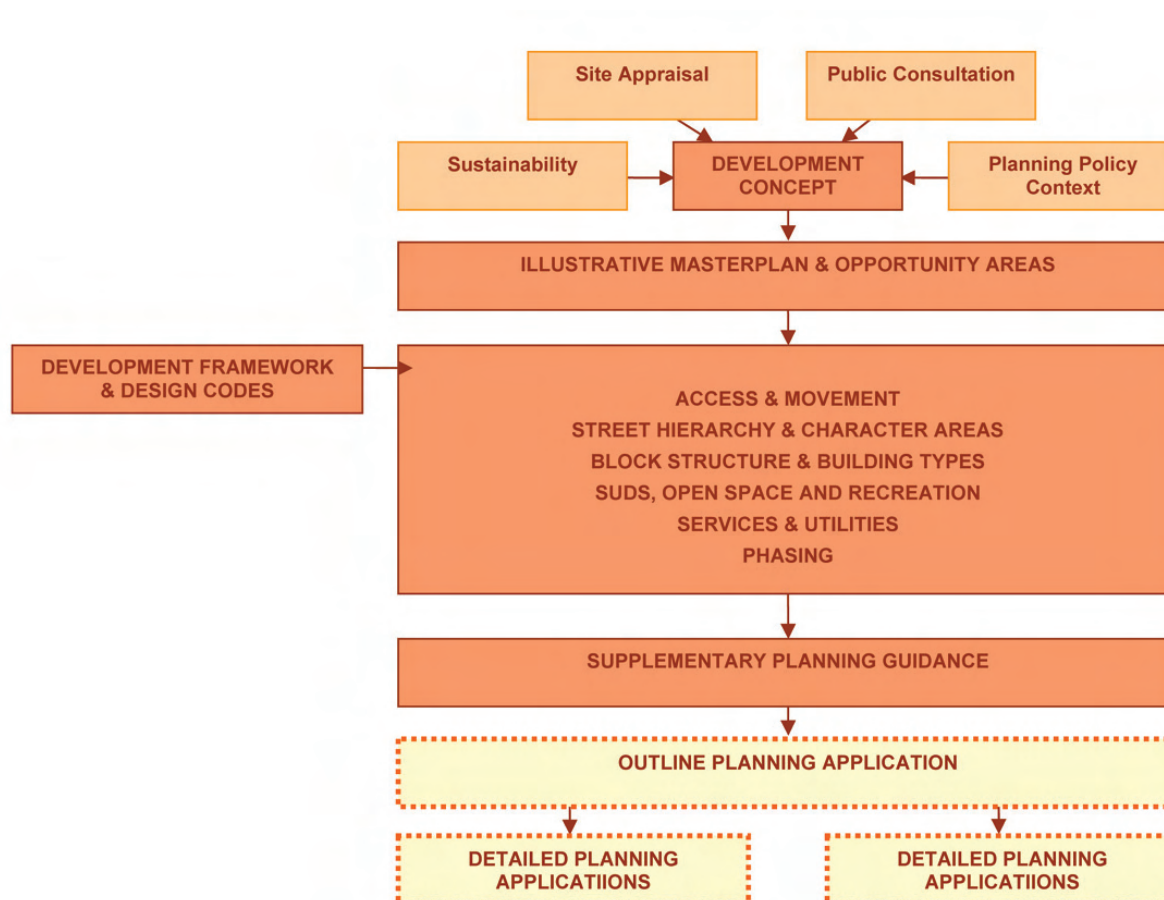 Site Appraisal
Public Consultation
Sustainability
DEVELOPMENT
CONCEPT
Planning Policy
Context
ILLUSTRATIVE MASTERPLAN & OPPORTUNITY AREAS
DEVELOPMENT FRAMEWORK
& DESIGN CODES
ACCESS & MOVEMENT
STREET HIERARCHY & CHARACTER AREAS
BLOCK STRUCTURE & BUILDING TYPES
SUDS, OPEN SPACE AND RECREATION
SERVICES & UTILITIES
PHASING
SUPPLEMENTARY PLANNING GUIDANCE
OUTLINE PLANNING APPLICATION
DETAILED PLANNING
APPLICATIIONS
DETAILED PLANNING
APPLICATIIONS